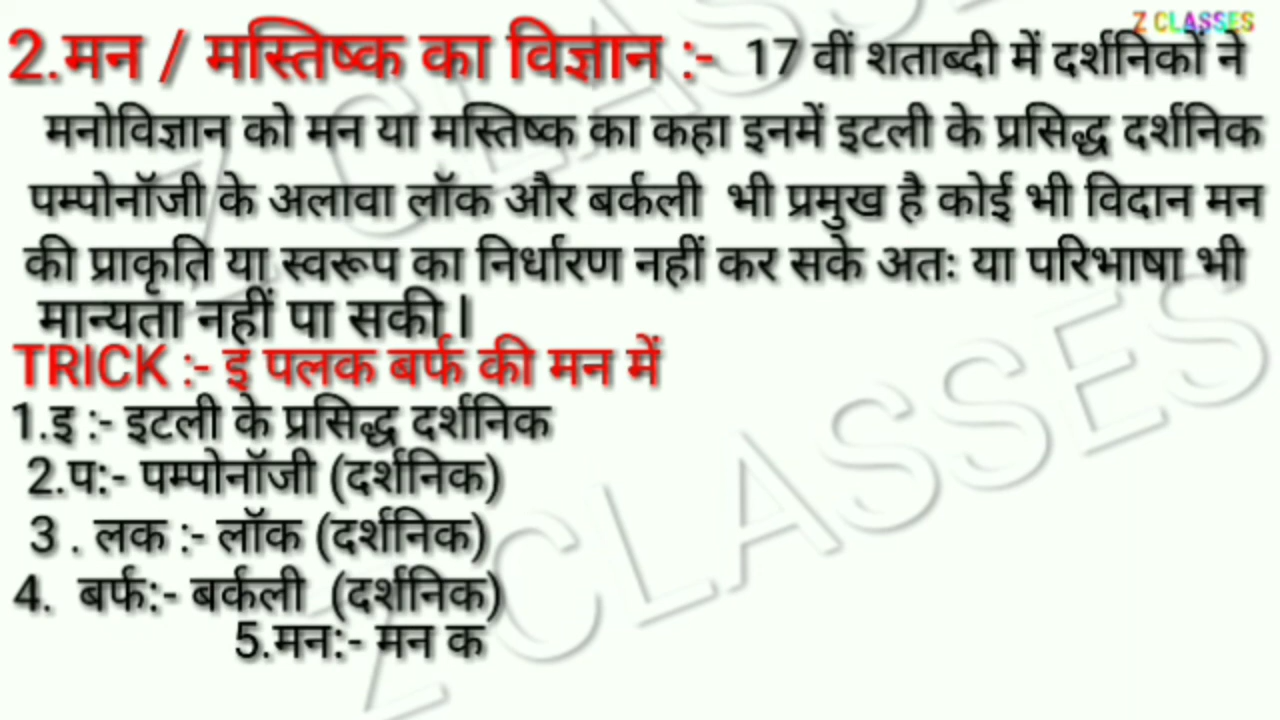 Z CLASSES
2.मन / मस्तिष्क का विज्ञान :- 17 वीं शताब्दी में दर्शनिकों ने
मनोविज्ञान को मन या मस्तिष्क का कहा इनमें इटली के प्रसिद्ध दर्शनिक
पम्पोनॉजी के अलावा लॉक और बर्कली भी प्रमुख है कोई भी विदान मन
की प्राकृति या स्वरूप का निर्धारण नहीं कर सके अतः या परिभाषा भी
मान्यता नहीं पा सकी।
TRICK :- इ पलक बर्फ की मन में
1.इ :- इटली के प्रसिद्ध दर्शनिक
2.प:- पम्पोनॉजी (दर्शनिक)
3 . लक :- लॉक (दर्शनिक)
4. बर्फ:- बर्कली (दर्शनिक)
5.मन:- मन क
Z CLASSES
Z CLASSES